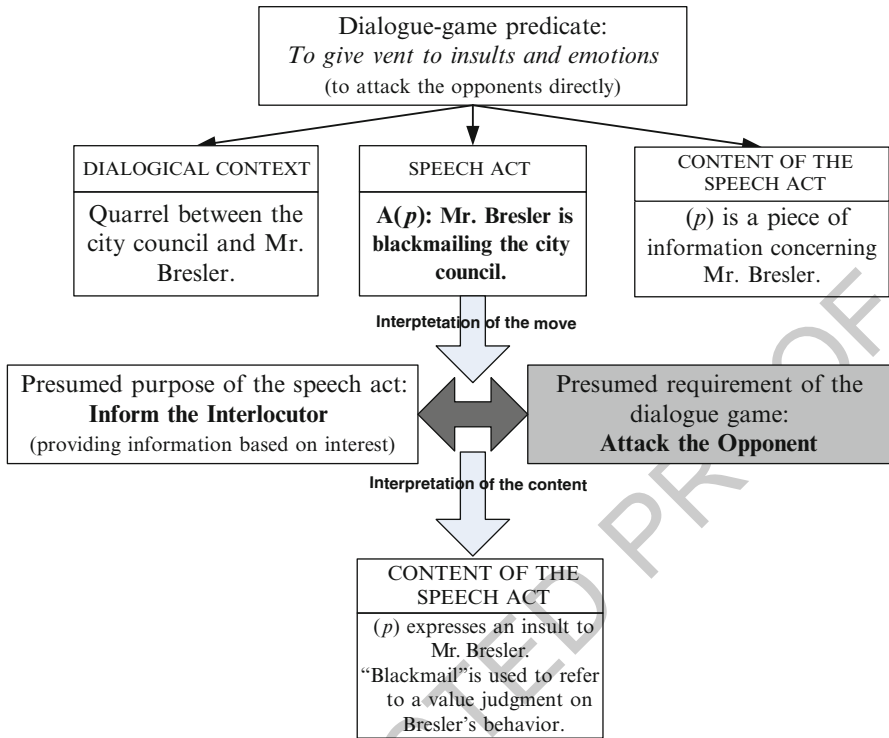 Dialogue-game predicate:
To give vent to insults and emotions
(to attack the opponents directly)
DIALOGICAL CONTEXT
Quarrel between the
city council and Mr.
Bresler.
SPEECH ACT
A(p): Mr. Bresler is
blackmailing the city
council.
CONTENT OF THE
SPEECH ACT
(p) is a piece of
information concerning
Mr. Bresler.
Interptetation of the move
Presumed purpose of the speech act:
Inform the Interlocutor
(providing information based on interest)
Presumed requirement of the
dialogue game:
Attack the Opponent
Interpretation of the content
CONTENT OF THE
SPEECH ACT
(p) expresses an insult to
Mr. Bresler.
“Blackmail”is used to refer
to a value judgment on
Bresler’s behavior.